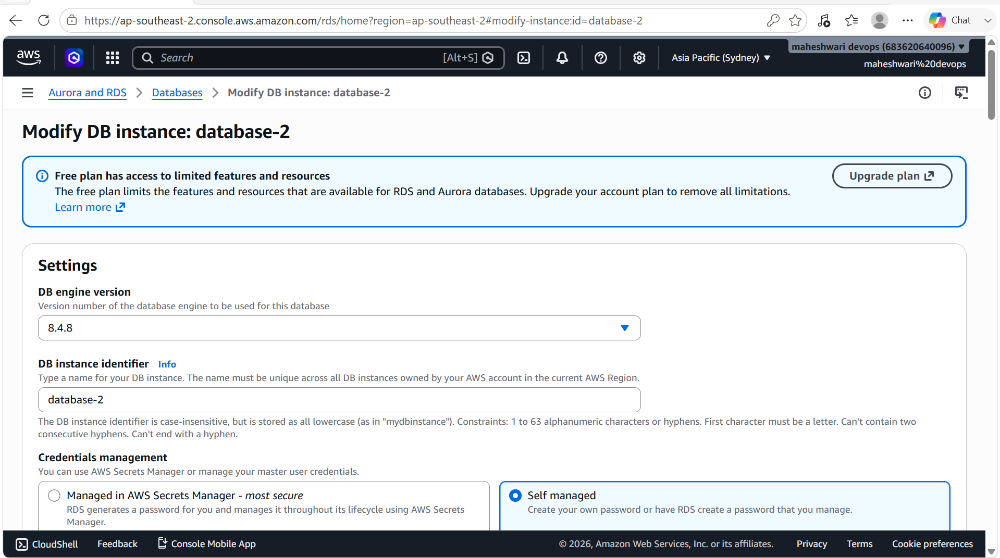 https://ap-southeast-2.console.aws.amazon.com/rds/home?region=ap-southeast-2#modify-instance:id=database-2
Chat
aws
Search
[Alt+S]
Asia Pacific (Sydney)
maheshwari devops (683620640096)
maheshwari%20devops
Aurora and RDS
Databases
Modify DB instance: database-2
Modify DB instance: database-2
Free plan has access to limited features and resources
The free plan limits the features and resources that are available for RDS and Aurora databases. Upgrade your account plan to remove all limitations.
Learn more
Upgrade plan
Settings
DB engine version
Version number of the database engine to be used for this database
8.4.8
DB instance identifier Info
Type a name for your DB instance. The name must be unique across all DB instances owned by your AWS account in the current AWS Region.
database-2
The DB instance identifier is case-insensitive, but is stored as all lowercase (as in "mydbinstance"). Constraints: 1 to 63 alphanumeric characters or hyphens. First character must be a letter. Can't contain two
consecutive hyphens. Can't end with a hyphen.
Credentials management
You can use AWS Secrets Manager or manage your master user credentials.
Managed in AWS Secrets Manager - most secure
RDS generates a password for you and manages it throughout its lifecycle using AWS Secrets
Manager.
Self managed
Create your own password or have RDS create a password that you manage.
CloudShell
Feedback
Console Mobile App
© 2026, Amazon Web Services, Inc. or its affiliates.
Privacy
Terms
Cookie preferences